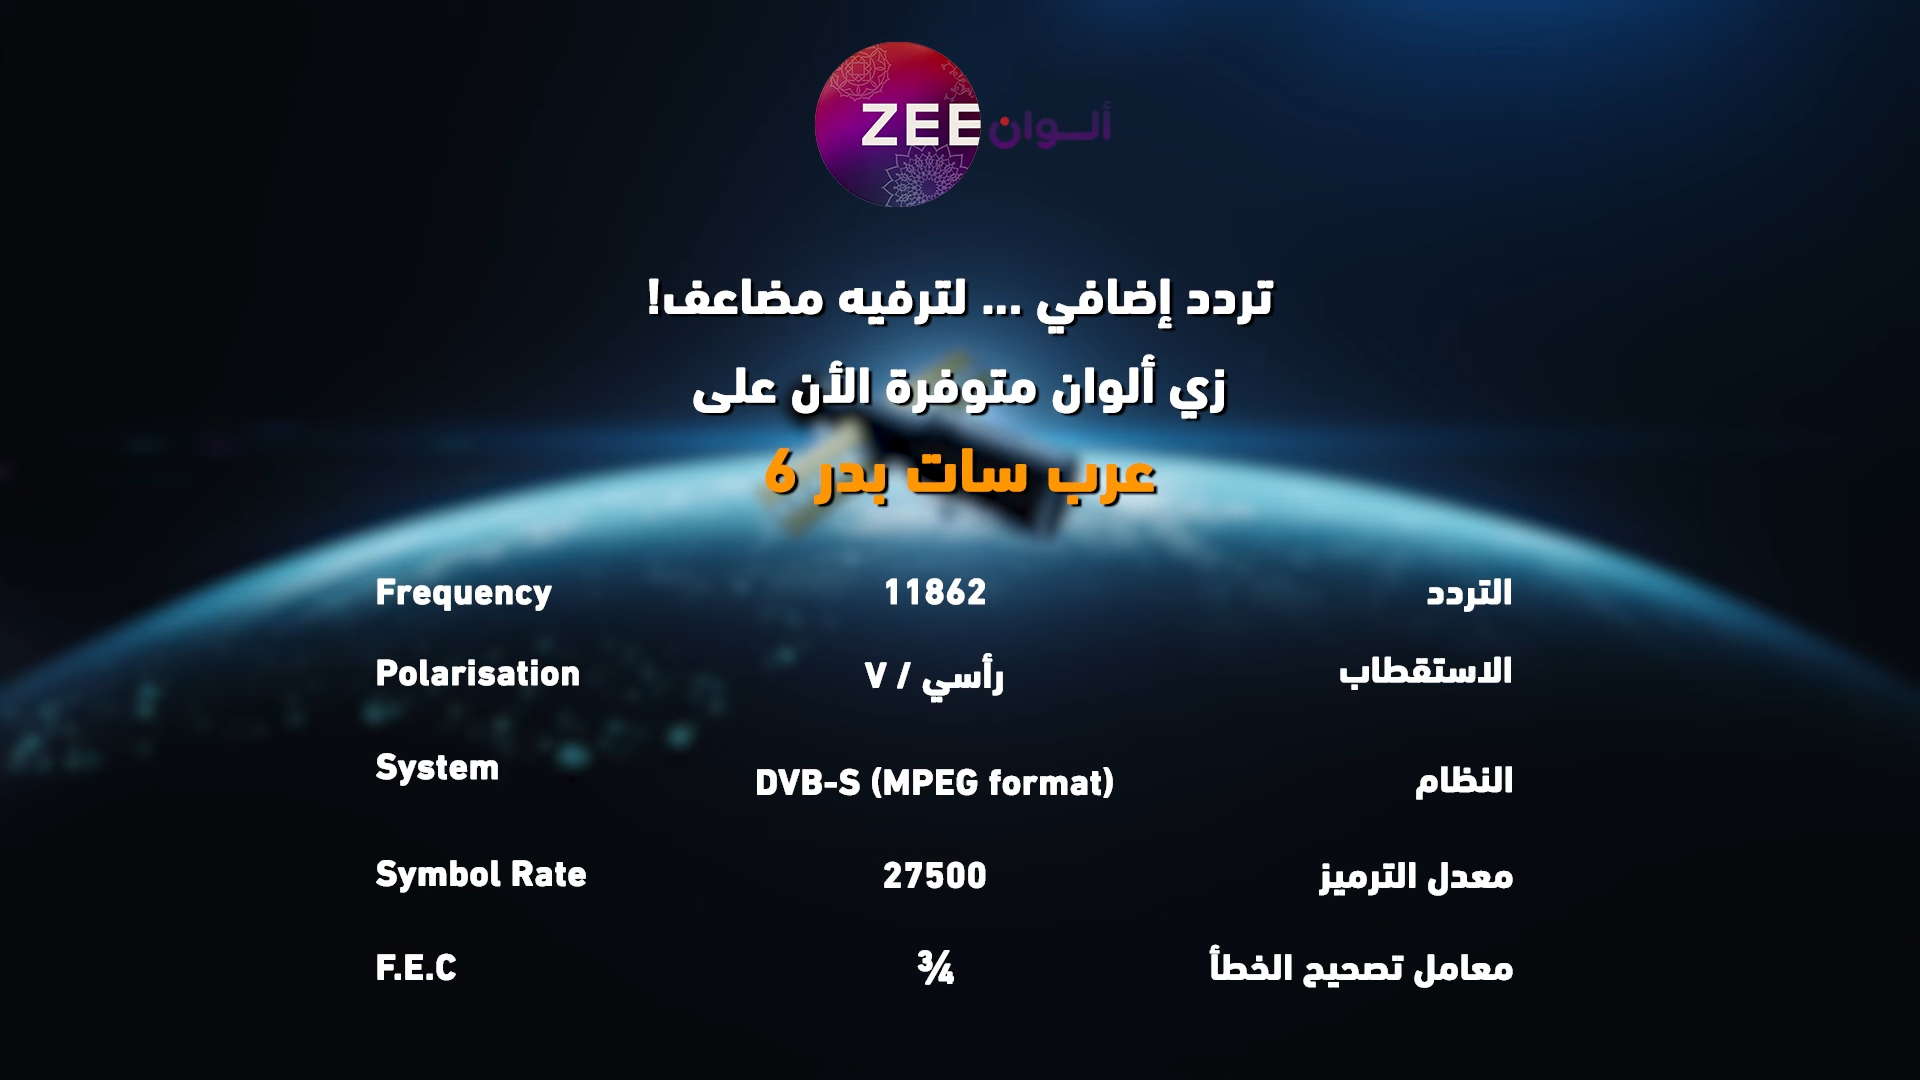 ZEE ألوان
تردد إضافي ... لترفيه مضاعف!
زي ألوان متوفرة الأن على
عرب سات بدر 6
Frequency 11862 التردد
Polarisation رأسي / V الاستقطاب
System DVB-S (MPEG format) النظام
Symbol Rate 27500 معدل الترميز
F.E.C ¾ معامل تصحيح الخطأ